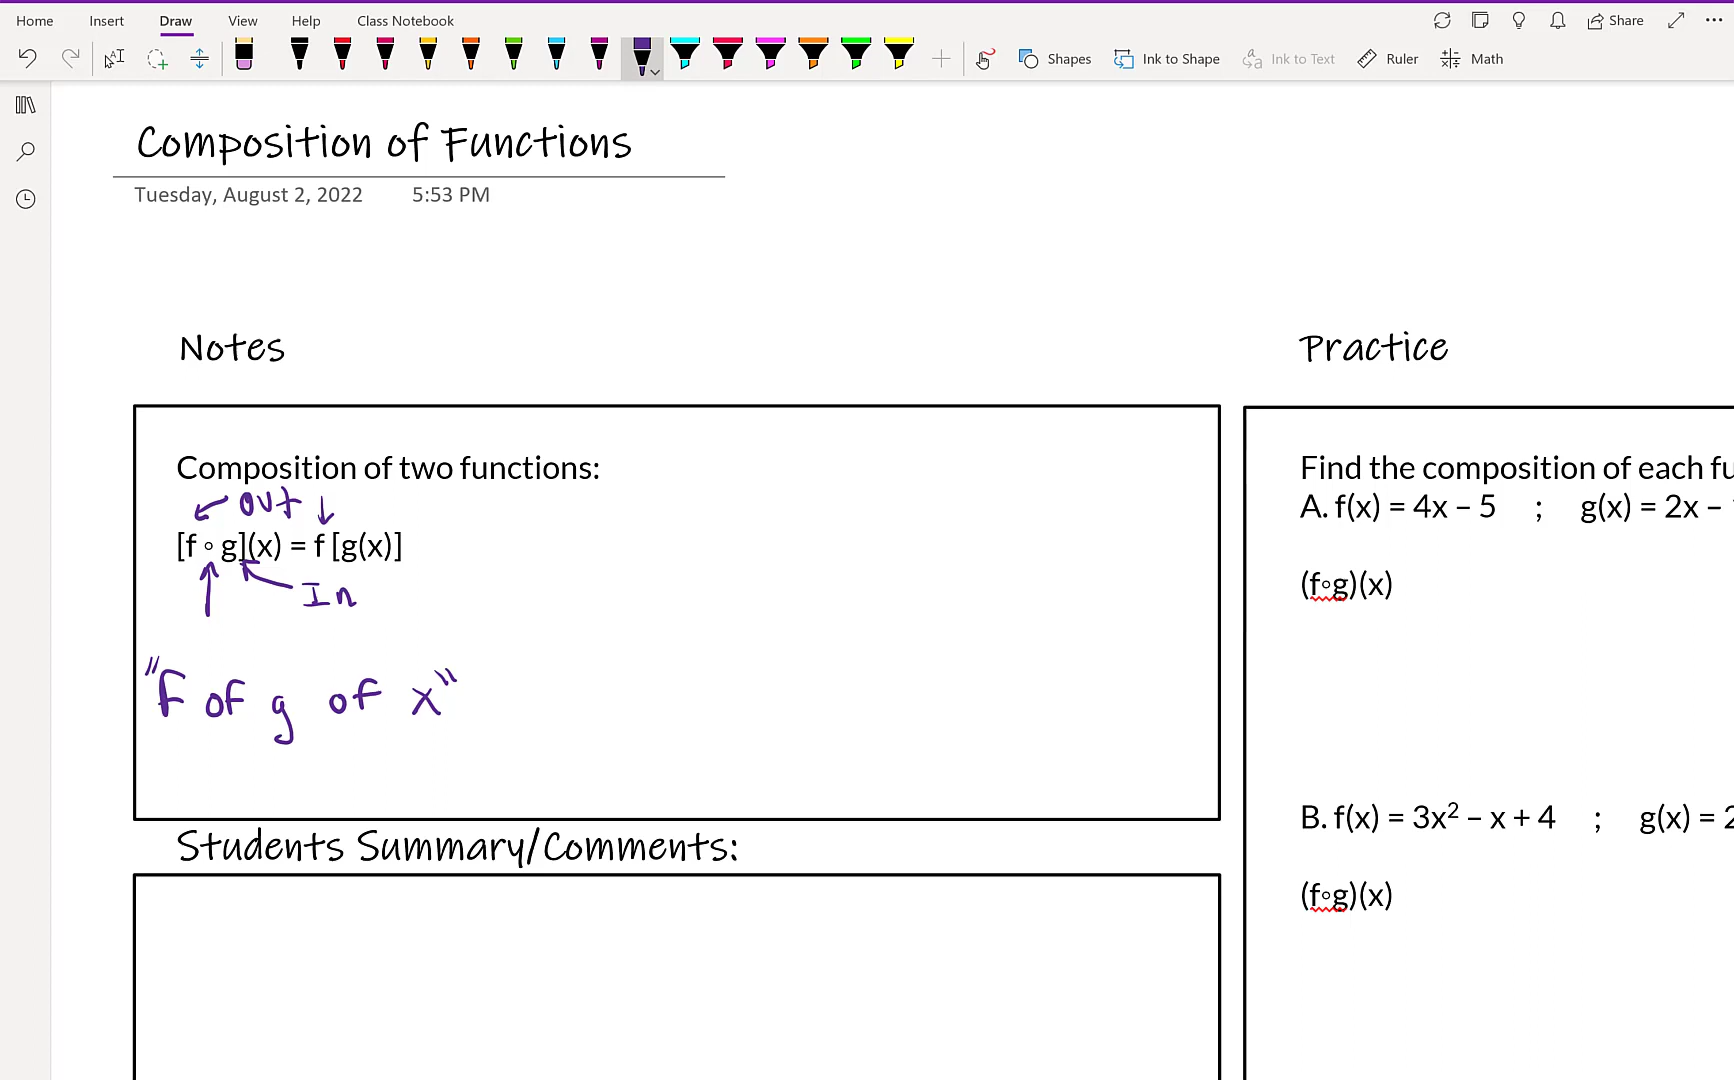 Home Insert Draw View Help Class Notebook Share
Shapes Ink to Shape Ink to Text Ruler Math
Composition of Functions
Tuesday, August 2, 2022 5:53 PM
Notes
Composition of two functions:
out
[f ∘ g](x) = f [g(x)]
In
"f of g of x"
Students Summary/Comments:
Practice
Find the composition of each
A. f(x) = 4x – 5 ; g(x) = 2x –
(f∘g)(x)
B. f(x) = 3x² – x + 4 ; g(x) =
(f∘g)(x)